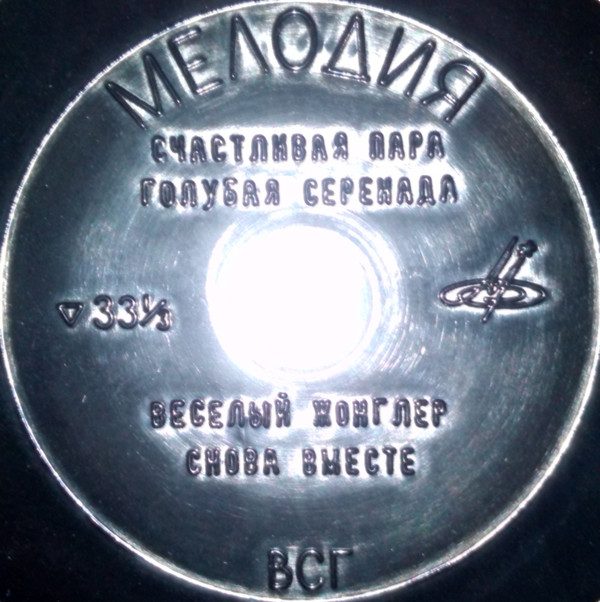 МЕЛОДИЯ
СЧАСТЛИВАЯ ПАРА
ГОЛУБАЯ СЕРЕНАДА
▽ 33⅓
ВЕСЕЛЫЙ ЖОНГЛЕР
СНОВА ВМЕСТЕ
ВСГ